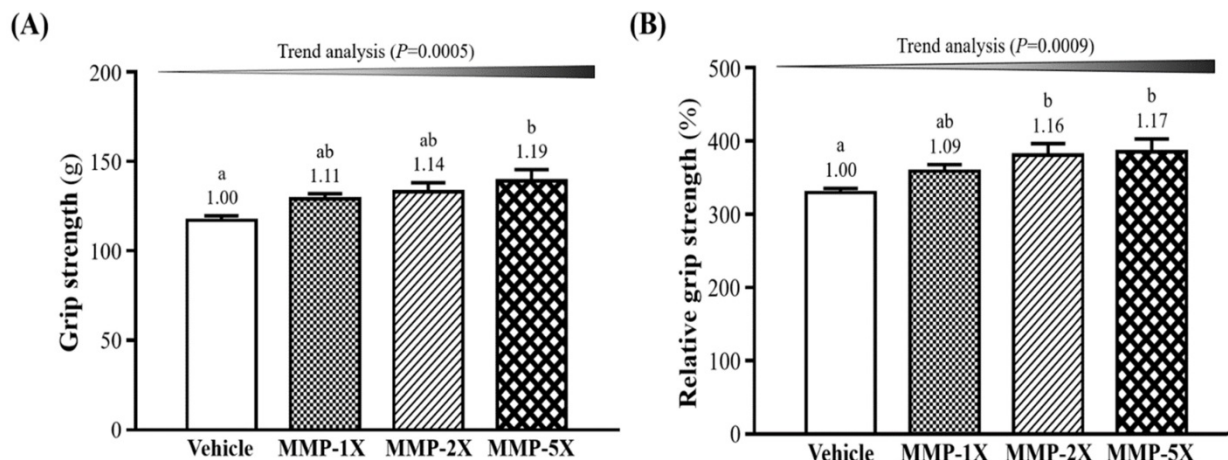 (A)
Trend analysis (P=0.0005)
Grip strength (g)
200
150
100
50
0
a
1.00
ab
1.11
ab
1.14
b
1.19
Vehicle MMP-1X MMP-2X MMP-5X
(B)
Trend analysis (P=0.0009)
Relative grip strength (%)
500
400
300
200
100
0
a
1.00
ab
1.09
b
1.16
b
1.17
Vehicle MMP-1X MMP-2X MMP-5X